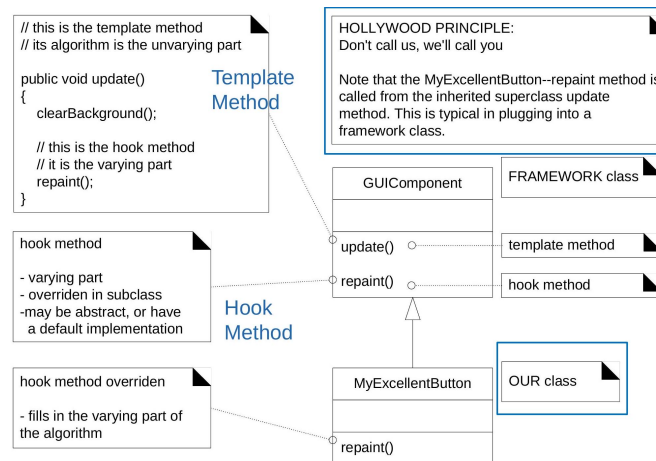 // this is the template method
// its algorithm is the unvarying part
public void update()
{
clearBackground();
// this is the hook method
// it is the varying part
repaint();
}
Template
Method
HOLLYWOOD PRINCIPLE:
Don't call us, we'll call you
Note that the MyExcellentButton--repaint method is
called from the inherited superclass update
method. This is typical in plugging into a
framework class.
GUIComponent
FRAMEWORK class
update()
template method
repaint()
hook method
hook method
- varying part
- overriden in subclass
-may be abstract, or have
a default implementation
Hook
Method
hook method overriden
- fills in the varying part of
the algorithm
MyExcellentButton
OUR class
repaint()